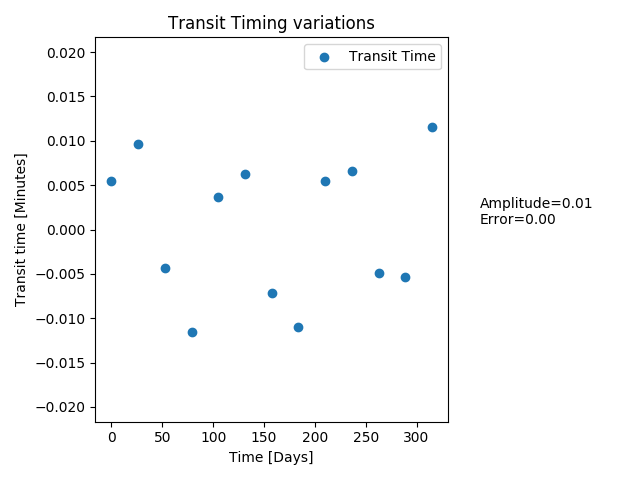 Transit Timing variations
Transit Time
0.020
0.015
0.010
0.005
0.000
−0.005
−0.010
−0.015
−0.020
Transit time [Minutes]
0 50 100 150 200 250 300
Time [Days]
Amplitude=0.01
Error=0.00